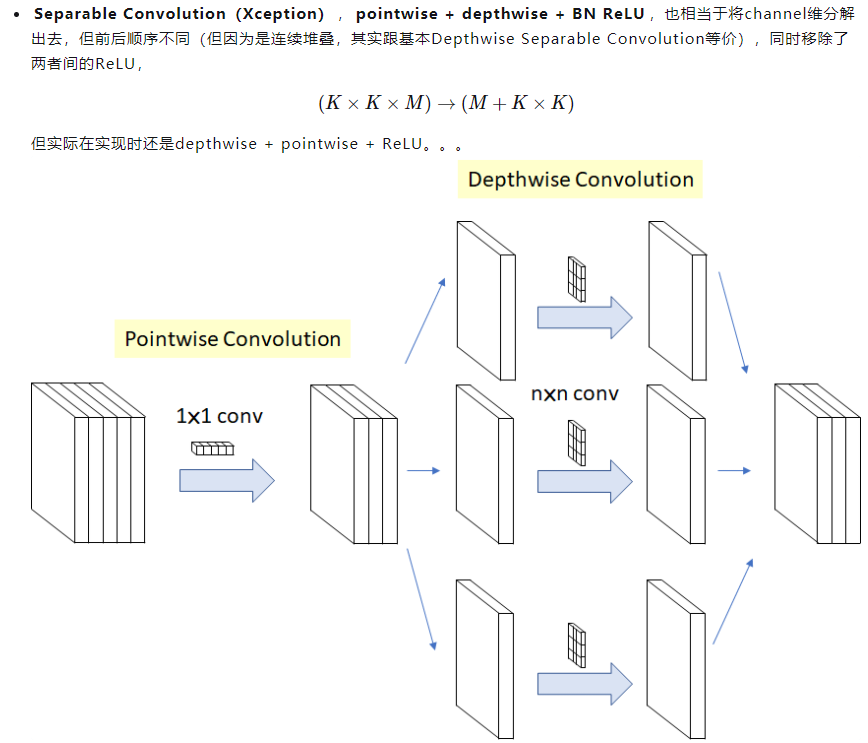 • Separable Convolution（Xception），pointwise + depthwise + BN ReLU，也相当于将channel维分解
出去，但前后顺序不同（但因为是连续堆叠，其实跟基本Depthwise Separable Convolution等价），同时移除了
两者间的ReLU，
(K × K × M) → (M + K × K)
但实际在实现时还是depthwise + pointwise + ReLU。。。
Depthwise Convolution
Pointwise Convolution
nxn conv
1x1 conv